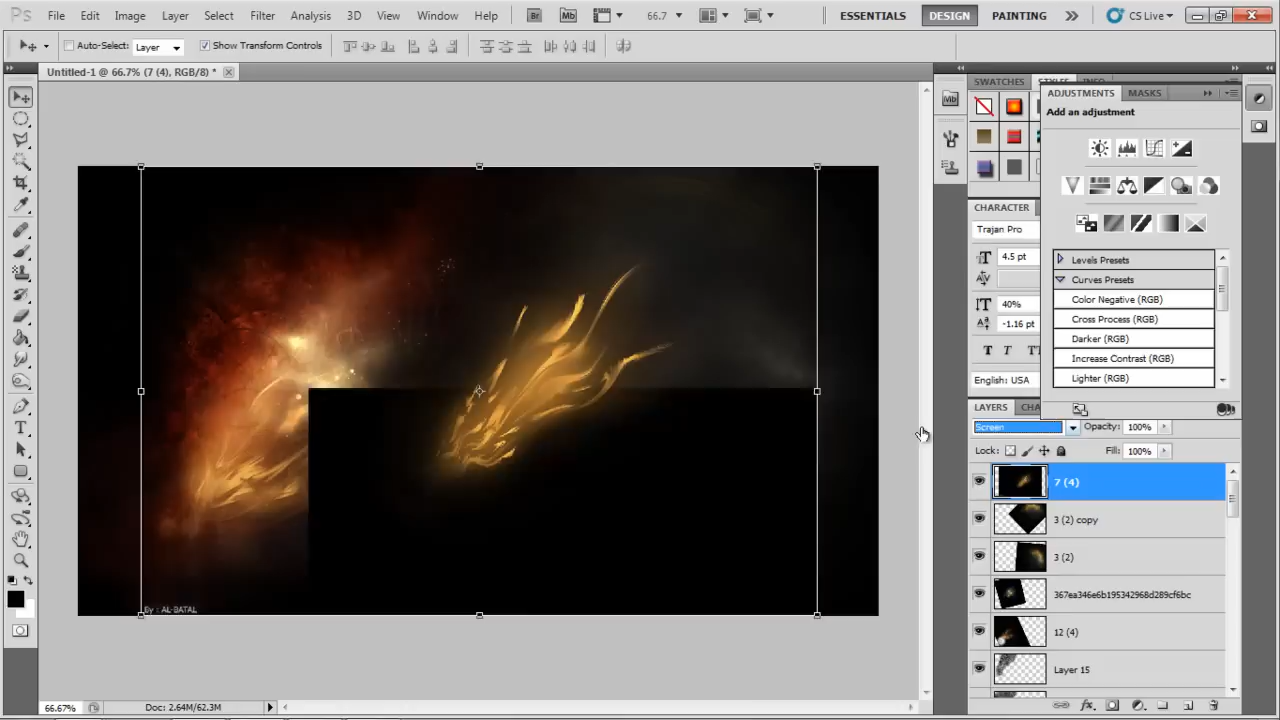 Ps File Edit Image Layer Select Filter Analysis 3D View Window Help Br Mb 66.7 ESSENTIALS DESIGN PAINTING CS Live
Auto-Select: Layer Show Transform Controls
Untitled-1 @ 66.7% (7 (4), RGB/8) *
SWATCHES STYLES INFO
ADJUSTMENTS MASKS
Mb
Add an adjustment
CHARACTER
Trajan Pro
4.5 pt
40%
-1.16 pt
T T
English: USA
Levels Presets
Curves Presets
Color Negative (RGB)
Cross Process (RGB)
Darker (RGB)
Increase Contrast (RGB)
Lighter (RGB)
LAYERS CHA
Screen Opacity: 100%
Lock: Fill: 100%
7 (4)
3 (2) copy
3 (2)
367ea346e6b195342968d289cf6bc
12 (4)
Layer 15
By : AL-BATAL
66.67% Doc: 2.64M/62.3M
fx